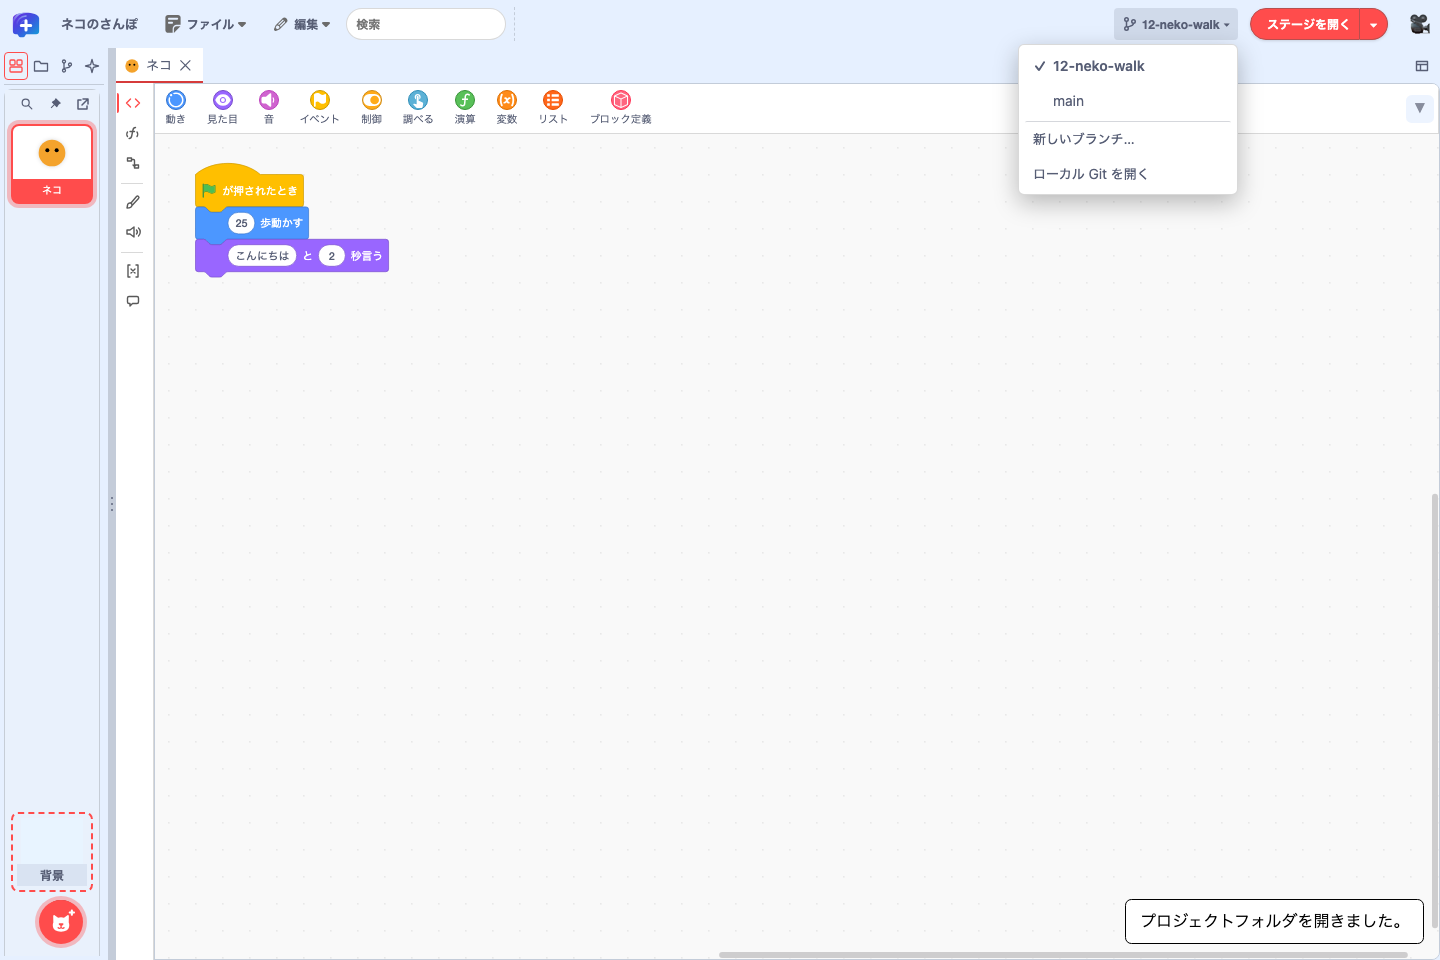 ネコのさんぽ
ファイル
編集
検索
12-neko-walk
ステージを開く
ネコ
12-neko-walk
main
新しいブランチ...
ローカル Git を開く
動き
見た目
音
イベント
制御
調べる
演算
変数
リスト
ブロック定義
ネコ
が押されたとき
25 歩動かす
こんにちは と 2 秒言う
背景
プロジェクトフォルダを開きました。